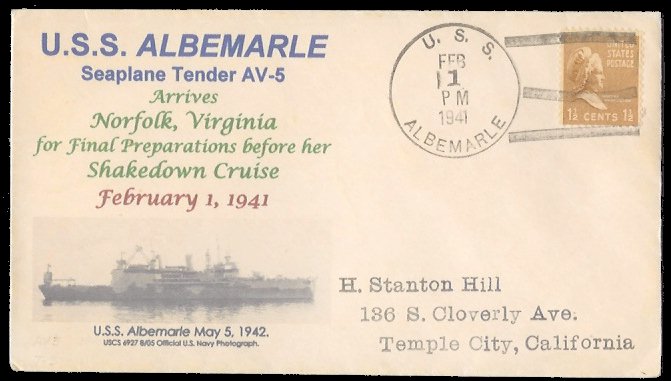 U.S.S. ALBEMARLE
Seaplane Tender AV-5
Arrives
Norfolk, Virginia
for Final Preparations before her
Shakedown Cruise
February 1, 1941
U.S.S. Albemarle May 5, 1942.
USCS 6927 8/05 Official U.S. Navy Photograph.
U. S. S.
FEB
1
PM
1941
ALBEMARLE
UNITED
STATES
POSTAGE
1½ CENTS 1½
H. Stanton Hill
136 S. Cloverly Ave.
Temple City, California